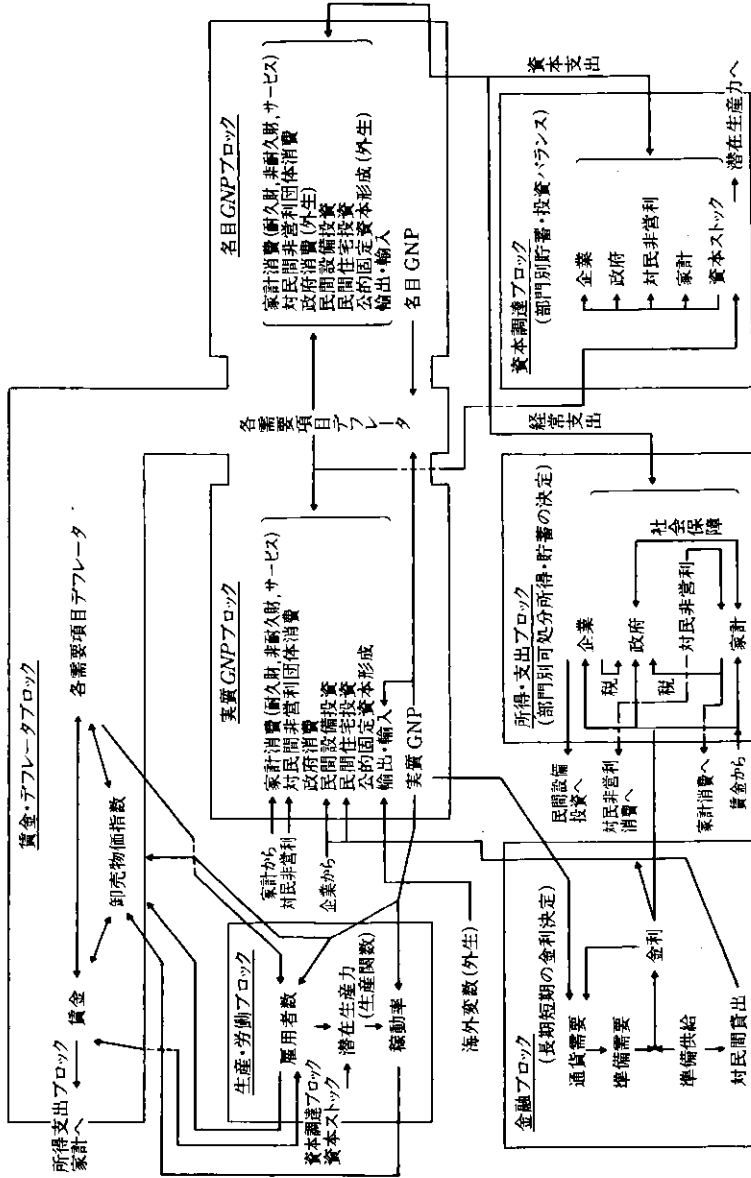 賃金・デフレータブロック
所得支出ブロック
家計へ
賃金
卸売物価指数
各需要項目デフレータ
生産・労働ブロック
雇用者数
資本調達ブロック
資本ストック
潜在生産力
(生産関数)
稼動率
海外変数(外生)
家計から
対民非営利
企業から
実質GNPブロック
家計消費(耐久財,非耐久財,サービス)
対民間非営利団体消費
政府消費
民間設備投資
民間住宅投資
公的固定資本形成
輸出・輸入
実質GNP
各需要項目デフレータ
名目GNPブロック
家計消費(耐久財,非耐久財,サービス)
対民間非営利団体消費
政府消費(外生)
民間設備投資
民間住宅投資
公的固定資本形成(外生)
輸出・輸入
名目GNP
金融ブロック
(長期短期の金利決定)
通貨需要
準備需要
金利
準備供給
対民間貸出
民間設備
投資へ
対民非営利
消費へ
家計消費へ
賃金から
所得・支出ブロック
(部門別可処分所得・貯蓄の決定)
企業
税
政府
税
対民非営利
社会保障
家計
経常支出
資本支出
資本調達ブロック
(部門別貯蓄・投資バランス)
企業
政府
対民非営利
家計
資本ストック
潜在生産力へ